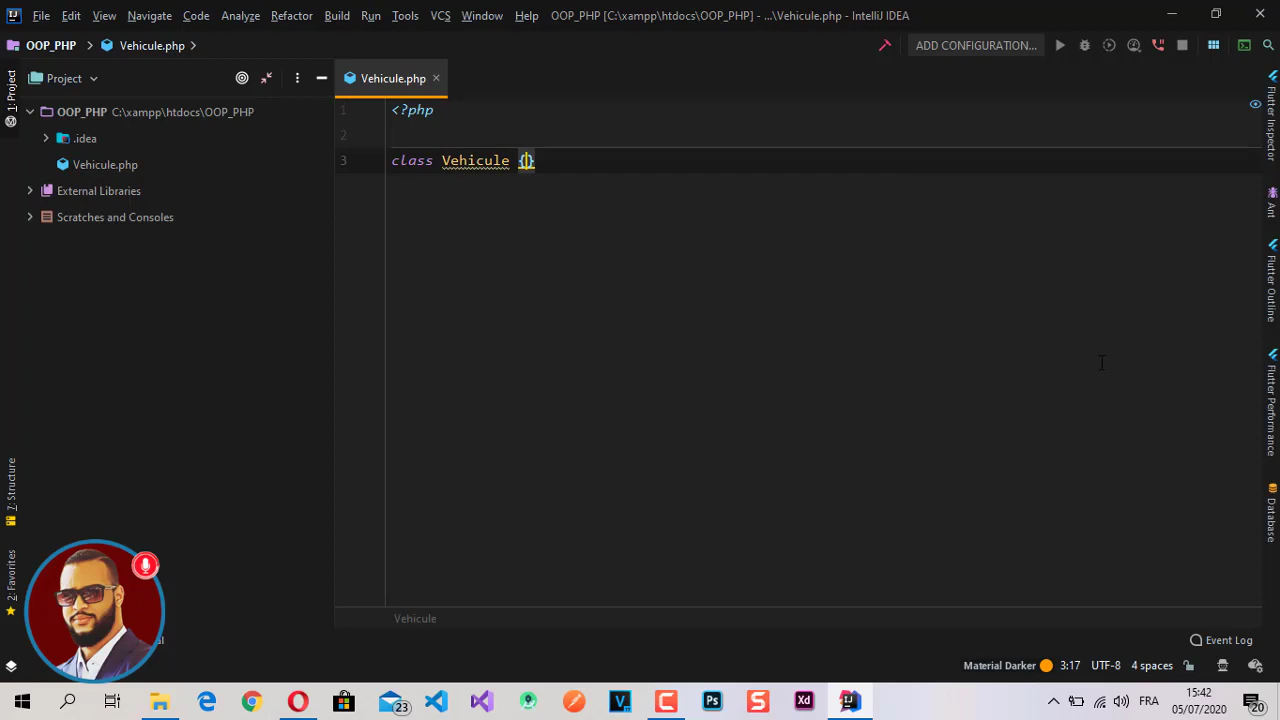 File Edit View Navigate Code Analyze Refactor Build Run Tools VCS Window Help OOP_PHP [C:\xampp\htdocs\OOP_PHP] - ...\Vehicule.php - IntelliJ IDEA
OOP_PHP Vehicule.php ADD CONFIGURATION...
1: Project
Project
Vehicule.php
OOP_PHP C:\xampp\htdocs\OOP_PHP
.idea
Vehicule.php
External Libraries
Scratches and Consoles
1 <?php
2
3 class Vehicule {}
Flutter Inspector
Ant
Flutter Outline
Flutter Performance
Database
7: Structure
2: Favorites
Vehicule
al
Event Log
Material Darker 3:17 UTF-8 4 spaces
23
FRA
15:42
05/07/2020
20